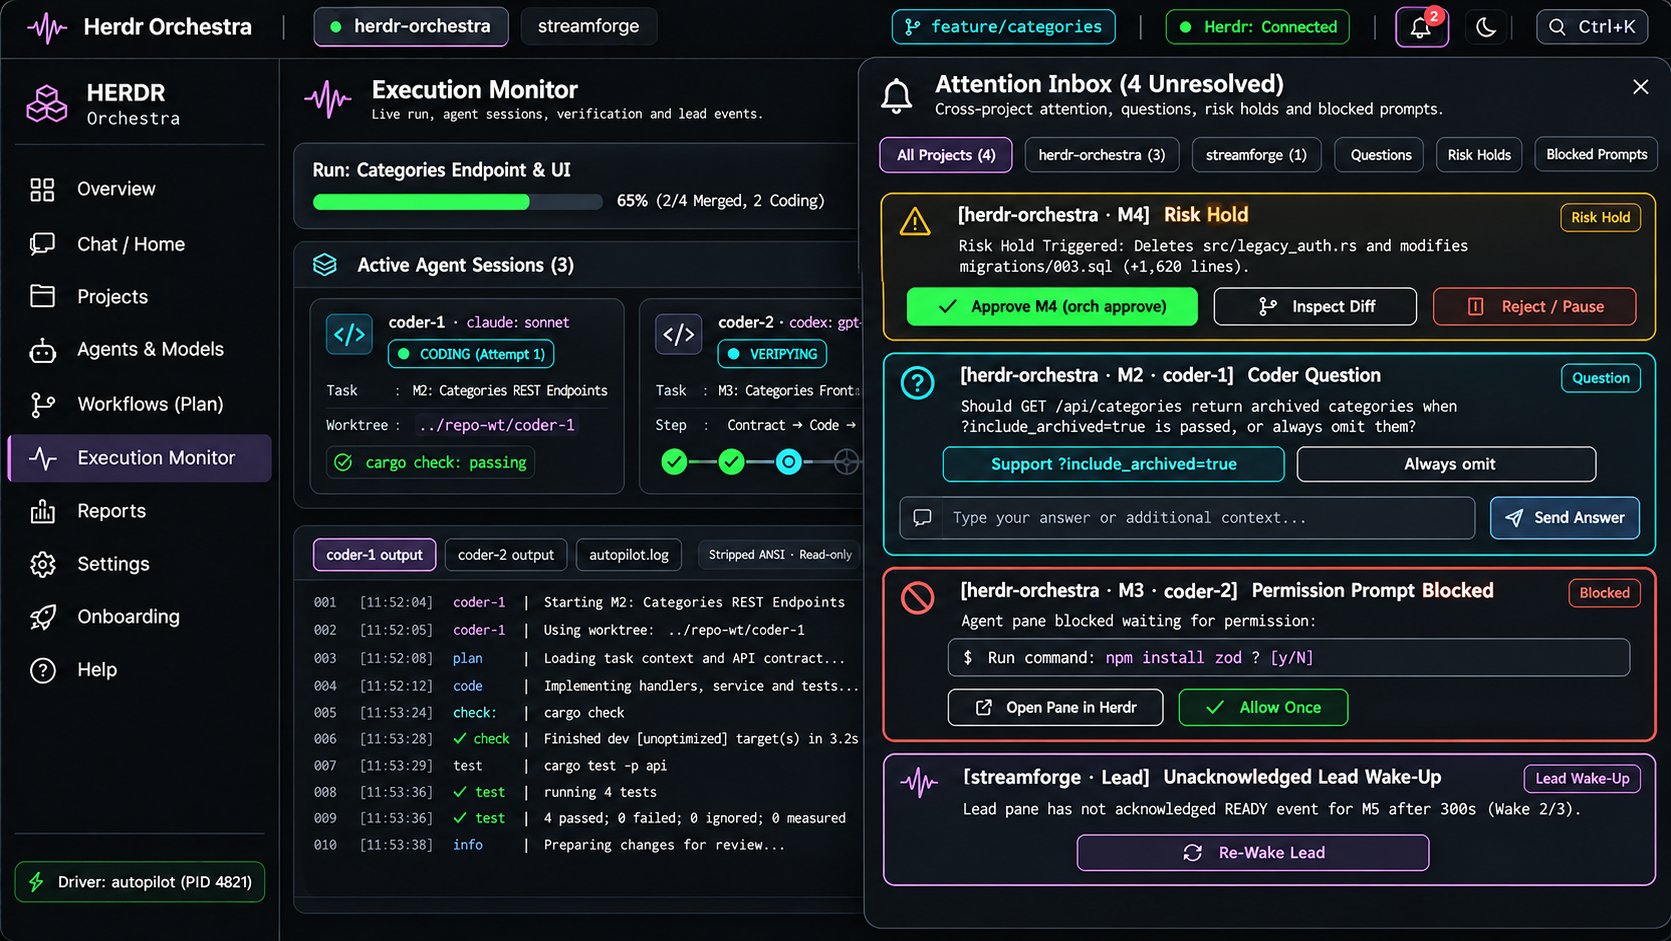 Herdr Orchestra
herdr-orchestra
streamforge
feature/categories
Herdr: Connected
2
Ctrl+K
HERDR
Orchestra
Overview
Chat / Home
Projects
Agents & Models
Workflows (Plan)
Execution Monitor
Reports
Settings
Onboarding
Help
Driver: autopilot (PID 4821)
Execution Monitor
Live run, agent sessions, verification and lead events.
Run: Categories Endpoint & UI
65% (2/4 Merged, 2 Coding)
Active Agent Sessions (3)
coder-1 · claude: sonnet
CODING (Attempt 1)
Task : M2: Categories REST Endpoints
Worktree : ../repo-wt/coder-1
cargo check: passing
coder-2 · codex: gpt-
VERIPYING
Task : M3: Categories Front
Step : Contract → Code →
coder-1 output
coder-2 output
autopilot.log
Stripped ANSI · Read-only
001 [11:52:04] coder-1 | Starting M2: Categories REST Endpoints
002 [11:52:05] coder-1 | Using worktree: ../repo-wt/coder-1
003 [11:52:08] plan | Loading task context and API contract...
004 [11:52:12] code | Implementing handlers, service and tests...
005 [11:53:24] check: | cargo check
006 [11:53:28] ✓ check | Finished dev [unoptimized] target(s) in 3.2s
007 [11:53:29] test | cargo test -p api
008 [11:53:36] ✓ test | running 4 tests
009 [11:53:36] ✓ test | 4 passed; 0 failed; 0 ignored; 0 measured
010 [11:53:38] info | Preparing changes for review...
Attention Inbox (4 Unresolved)
Cross-project attention, questions, risk holds and blocked prompts.
All Projects (4)
herdr-orchestra (3)
streamforge (1)
Questions
Risk Holds
Blocked Prompts
[herdr-orchestra · M4] Risk Hold
Risk Hold
Risk Hold Triggered: Deletes src/legacy_auth.rs and modifies
migrations/003.sql (+1,620 lines).
Approve M4 (orch approve)
Inspect Diff
Reject / Pause
[herdr-orchestra · M2 · coder-1] Coder Question
Question
Should GET /api/categories return archived categories when
?include_archived=true is passed, or always omit them?
Support ?include_archived=true
Always omit
Type your answer or additional context...
Send Answer
[herdr-orchestra · M3 · coder-2] Permission Prompt Blocked
Blocked
Agent pane blocked waiting for permission:
$ Run command: npm install zod ? [y/N]
Open Pane in Herdr
Allow Once
[streamforge · Lead] Unacknowledged Lead Wake-Up
Lead Wake-Up
Lead pane has not acknowledged READY event for M5 after 300s (Wake 2/3).
Re-Wake Lead